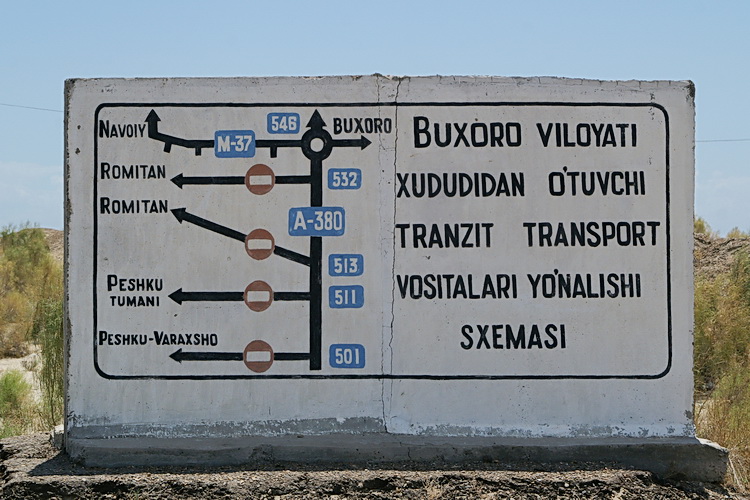 NAVOIY
M-37
546
BUXORO
ROMITAN
532
ROMITAN
A-380
513
PESHKU
TUMANI
511
PESHKU-VARAXSHO
501
BUXORO VILOYATI
XUDUDIDAN O'TUVCHI
TRANZIT TRANSPORT
VOSITALARI YO'NALISHI
SXEMASI